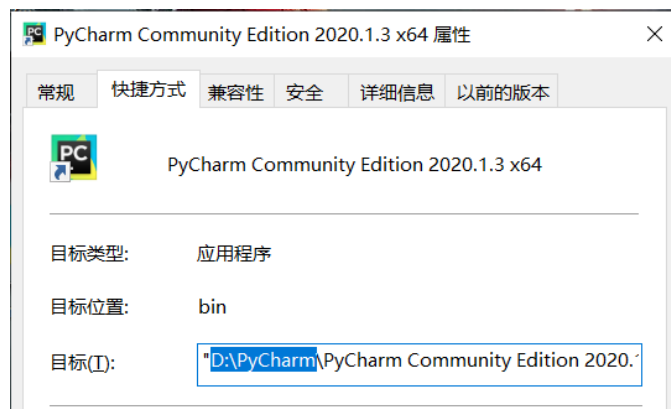 PyCharm Community Edition 2020.1.3 x64 属性
常规 快捷方式 兼容性 安全 详细信息 以前的版本
PC
PyCharm Community Edition 2020.1.3 x64
目标类型: 应用程序
目标位置: bin
目标(T): "D:\PyCharm\PyCharm Community Edition 2020.